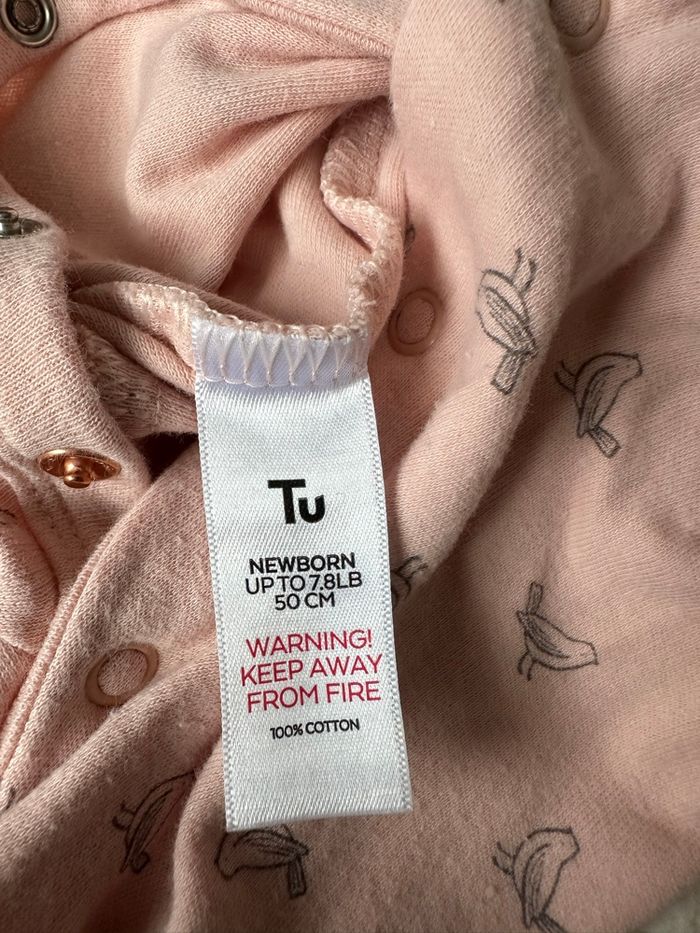 Tu
NEWBORN
UP TO 7.8LB
50 CM
WARNING!
KEEP AWAY
FROM FIRE
100% COTTON